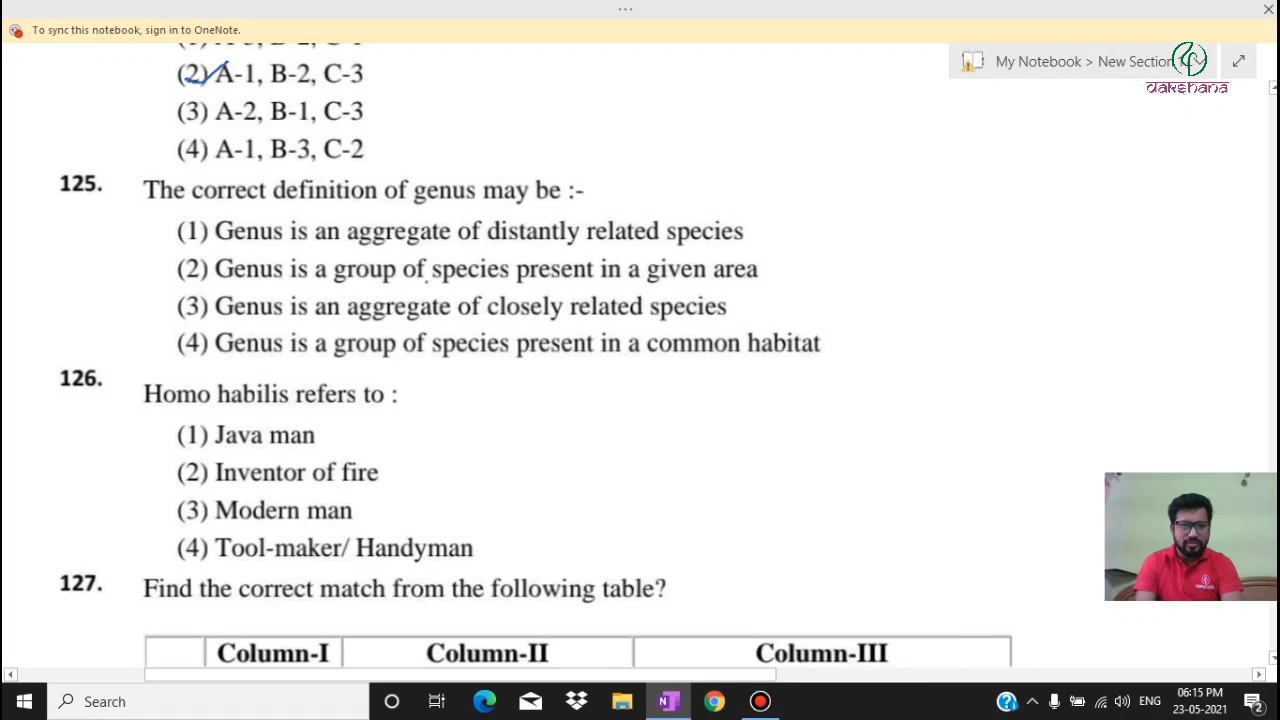 To sync this notebook, sign in to OneNote.
My Notebook > New Section 1
dakshana
(2) A-1, B-2, C-3
(3) A-2, B-1, C-3
(4) A-1, B-3, C-2
125. The correct definition of genus may be :-
(1) Genus is an aggregate of distantly related species
(2) Genus is a group of species present in a given area
(3) Genus is an aggregate of closely related species
(4) Genus is a group of species present in a common habitat
126. Homo habilis refers to :
(1) Java man
(2) Inventor of fire
(3) Modern man
(4) Tool-maker/ Handyman
127. Find the correct match from the following table?
Column-I Column-II Column-III
Search
ENG
06:15 PM
23-05-2021
2